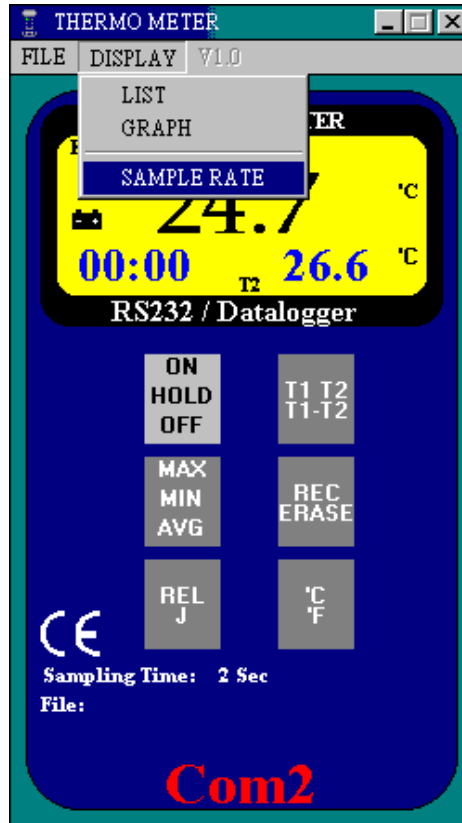 THERMO METER
FILE DISPLAY V1.0
LIST
GRAPH
SAMPLE RATE
24.7 °C
00:00 T2 26.6 °C
RS232 / Datalogger
ON
HOLD
OFF
T1 T2
T1-T2
MAX
MIN
AVG
REC
ERASE
REL
J
°C
°F
CE
Sampling Time: 2 Sec
File:
Com2